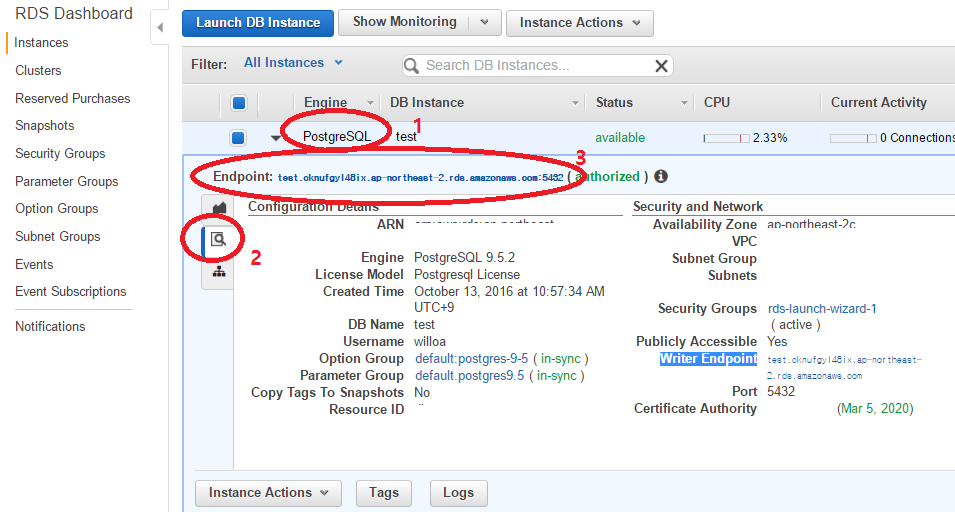 RDS Dashboard
Instances
Clusters
Reserved Purchases
Snapshots
Security Groups
Parameter Groups
Option Groups
Subnet Groups
Events
Event Subscriptions
Notifications
Launch DB Instance
Show Monitoring
Instance Actions
Filter: All Instances
Search DB Instances...
Engine DB Instance Status CPU Current Activity
PostgreSQL test available 2.33% 0 Connections
1
3
Endpoint: test.oknufgyl48ix.ap-northeast-2.rds.amazonaws.com:5432 ( authorized )
2
Configuration Details
ARN
Engine PostgreSQL 9.5.2
License Model Postgresql License
Created Time October 13, 2016 at 10:57:34 AM
UTC+9
DB Name test
Username willoa
Option Group default:postgres-9-5 ( in-sync )
Parameter Group default.postgres9.5 ( in-sync )
Copy Tags To Snapshots No
Resource ID
Security and Network
Availability Zone ap-northeast-2c
VPC
Subnet Group
Subnets
Security Groups rds-launch-wizard-1
( active )
Publicly Accessible Yes
Writer Endpoint test.oknufgyl48ix.ap-northeast-
2.rds.amazonaws.com
Port 5432
Certificate Authority (Mar 5, 2020)
Instance Actions
Tags
Logs